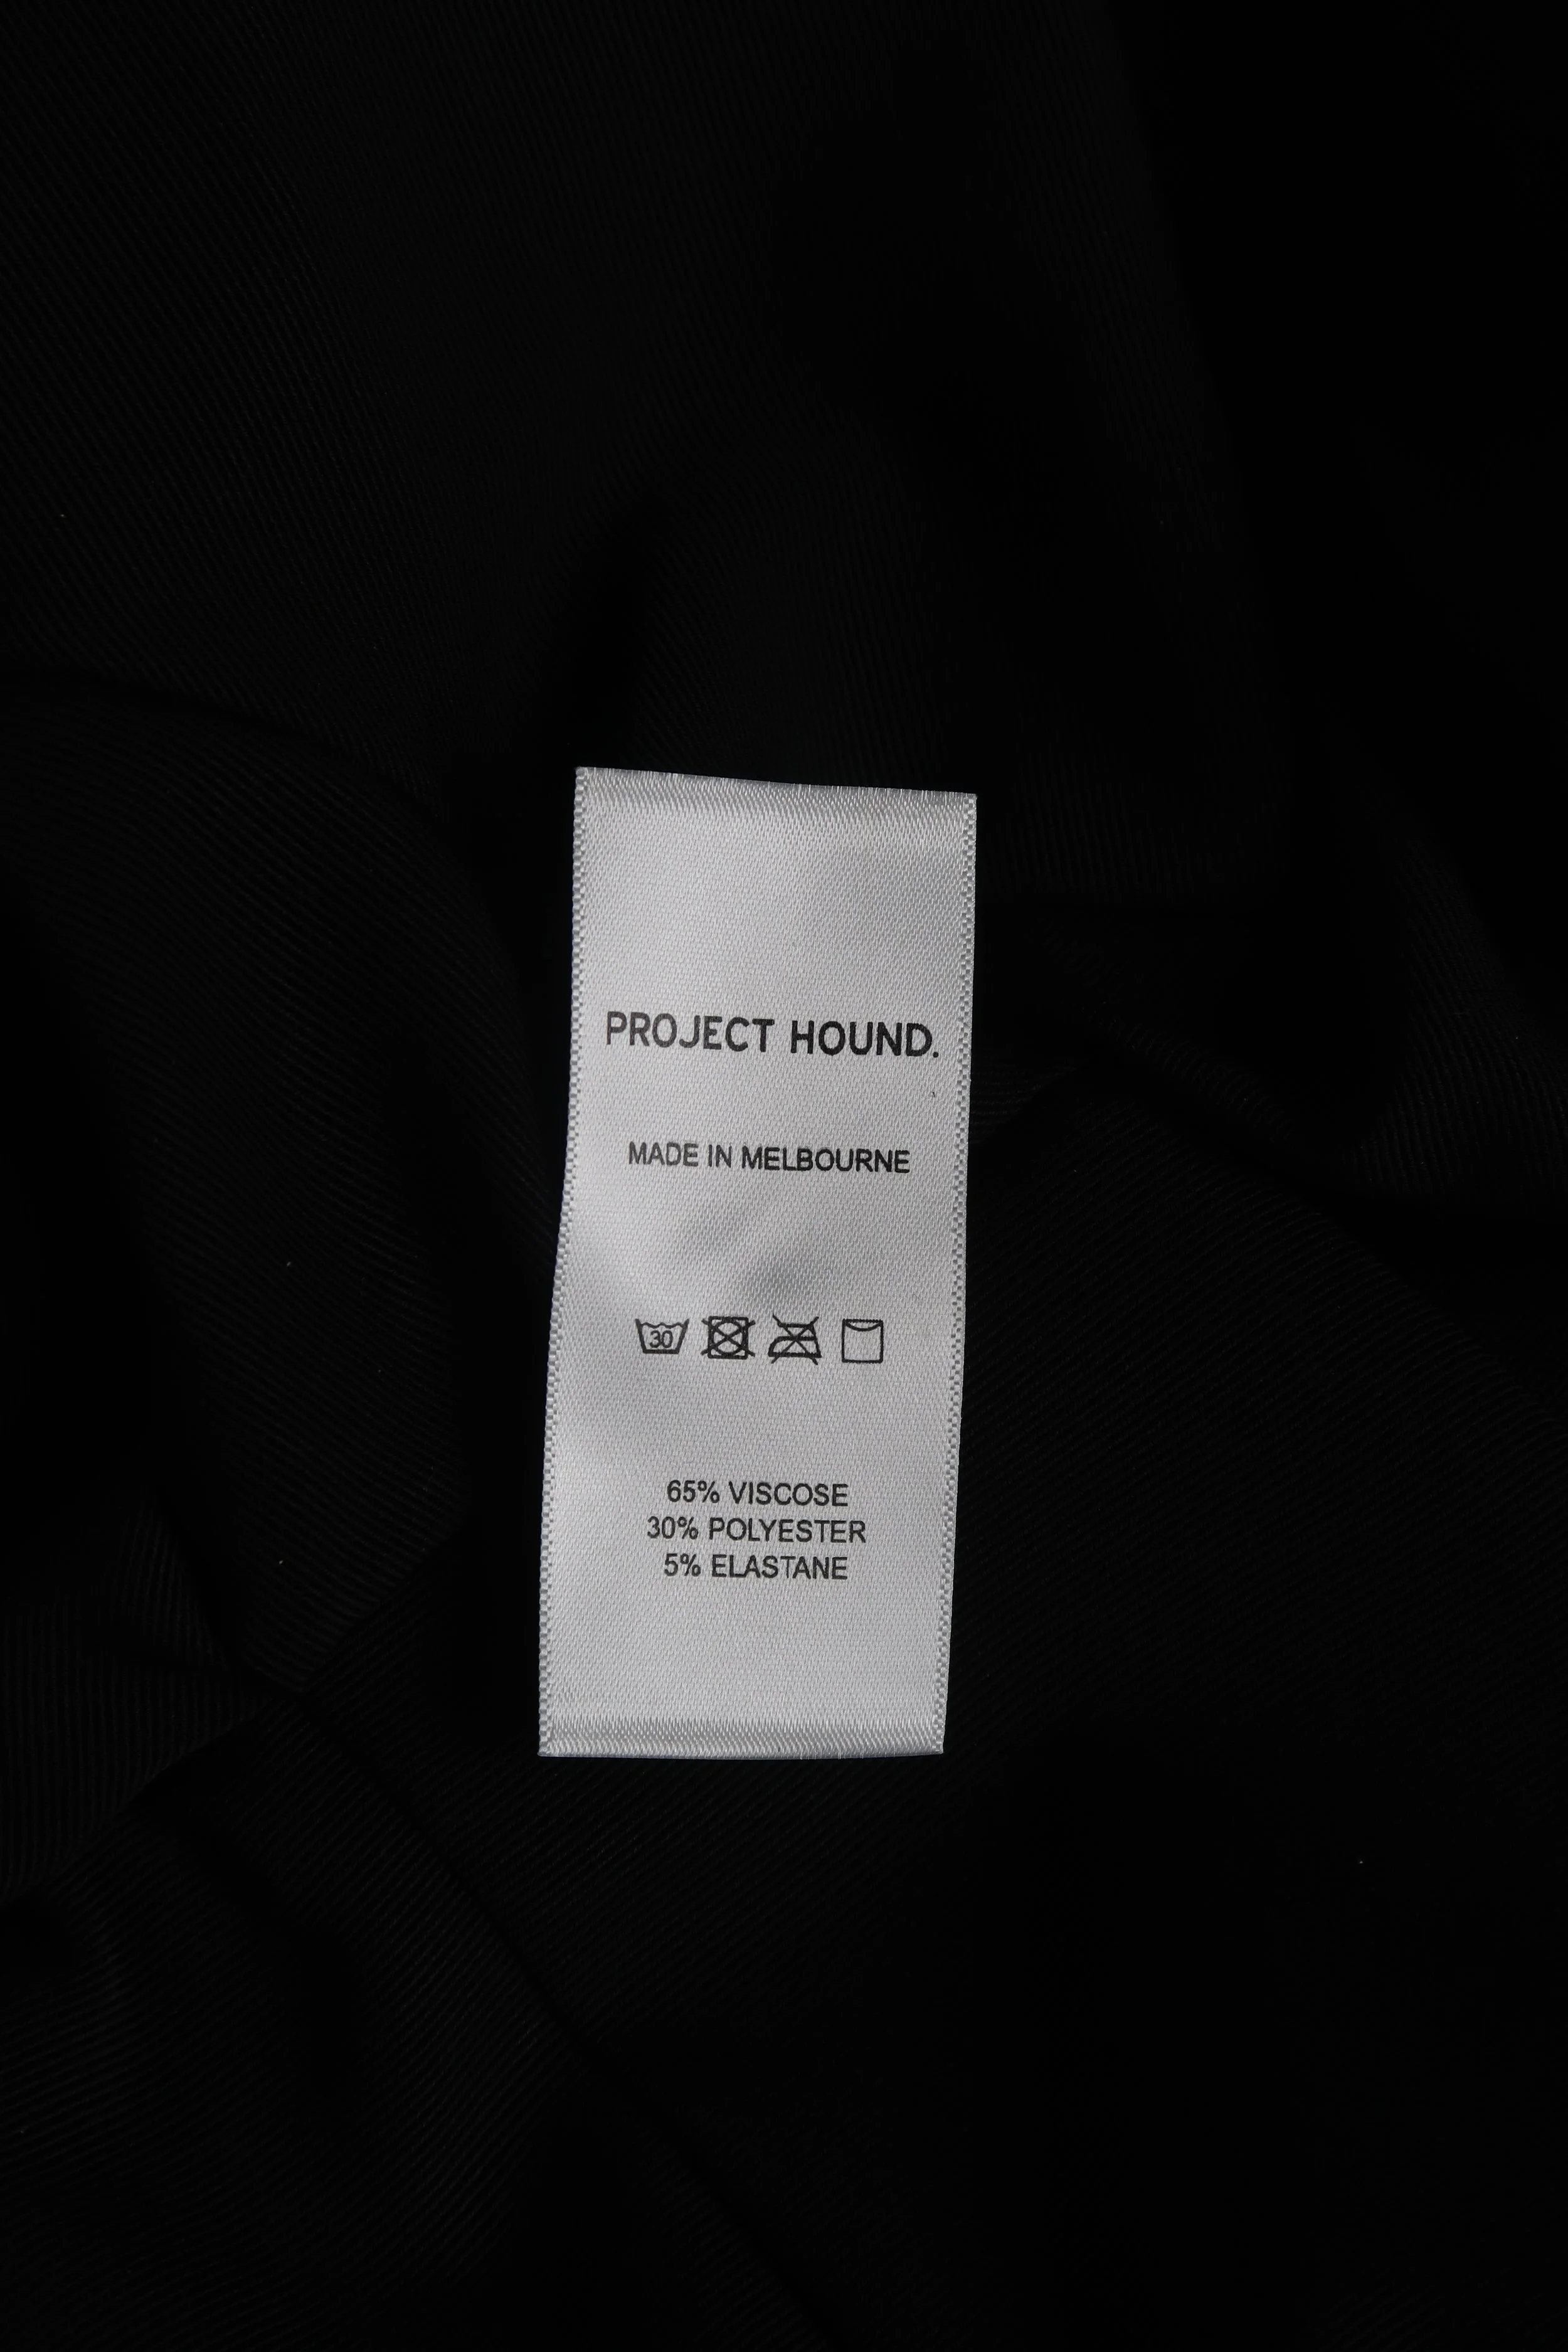 PROJECT HOUND.
MADE IN MELBOURNE
30
65% VISCOSE
30% POLYESTER
5% ELASTANE